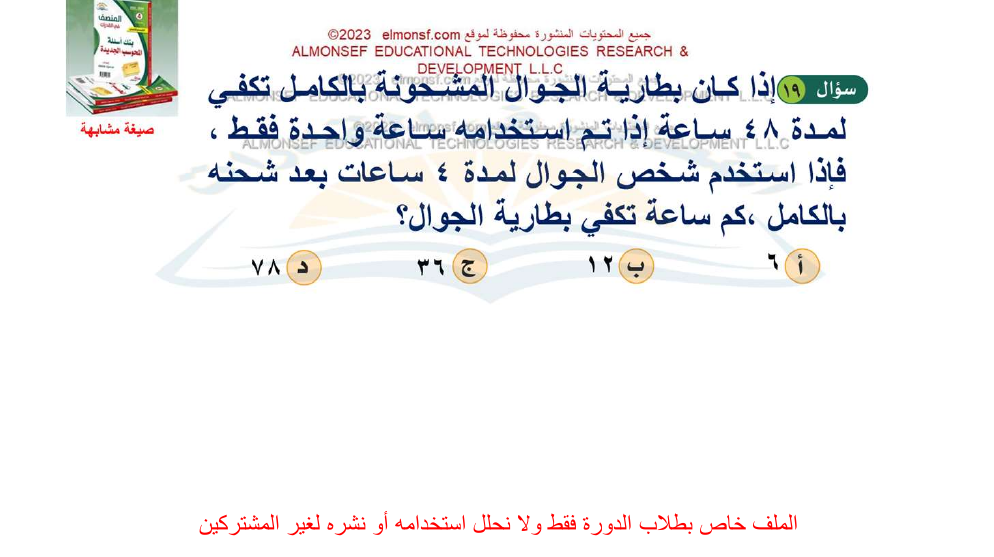 جميع المحتويات المنشورة محفوظة لموقع elmonsf.com ©2023
ALMONSEF EDUCATIONAL TECHNOLOGIES RESEARCH &
DEVELOPMENT L.L.C
المنصف
بنك أسئلة
المحوسب الجديدة
صيغة مشابهة
سؤال ١٩ إذا كان بطارية الجوال المشحونة بالكامل تكفي
لمدة ٤٨ ساعة إذا تم استخدامه ساعة واحدة فقط ،
فإذا استخدم شخص الجوال لمدة ٤ ساعات بعد شحنه
بالكامل ،كم ساعة تكفي بطارية الجوال؟
أ ٦ ب ١٢ ج ٣٦ د ٧٨
الملف خاص بطلاب الدورة فقط ولا نحلل استخدامه أو نشره لغير المشتركين